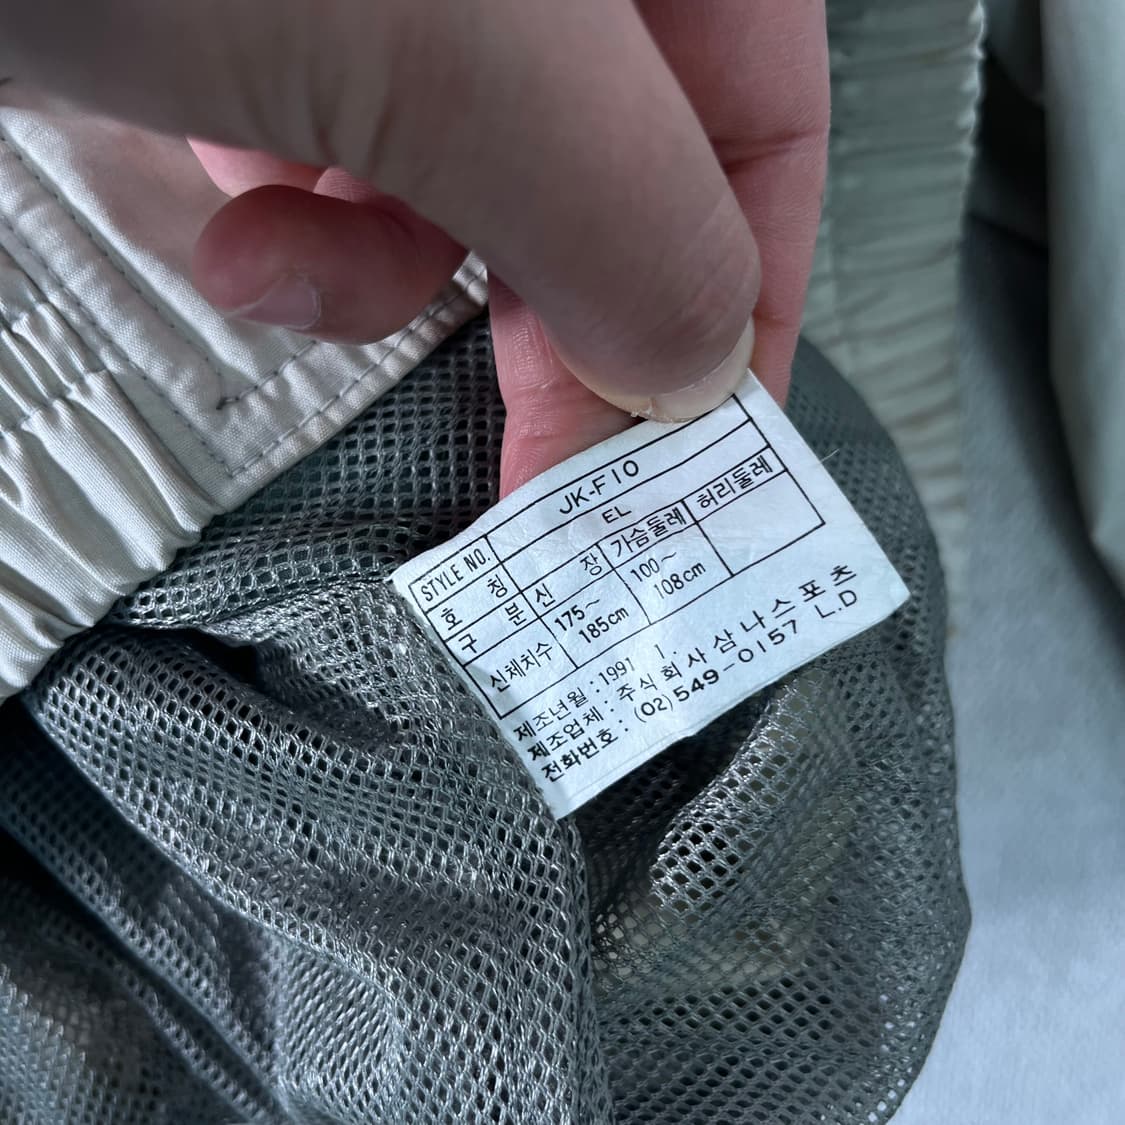 STYLE NO. JK-F10
호 칭 EL
구 분 신 장 가슴둘레 허리둘레
신체치수 175~ 185cm 100~ 108cm
제조년월 : 1991 1.
제조업체 : 주식회사삼나스포츠
전화번호 : (02)549-0157 L.D